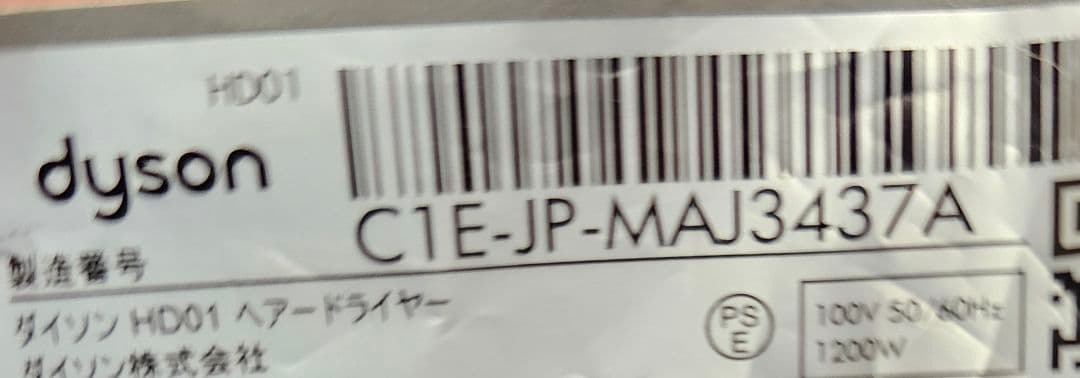 HD01
dyson
C1E-JP-MAJ3437A
製造番号
ダイソン HD01 ヘアードライヤー
ダイソン株式会社
PS
E
100V 50/60Hz
1200W